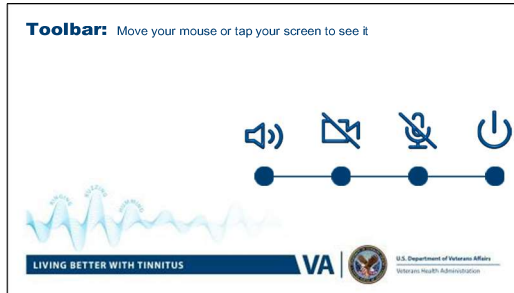 Toolbar: Move your mouse or tap your screen to see it
LIVING BETTER WITH TINNITUS
VA
U.S. Department of Veterans Affairs
Veterans Health Administration